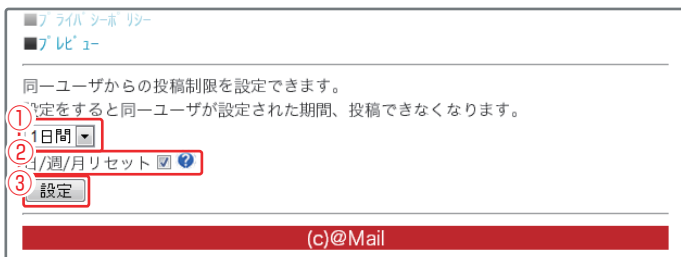 ■プライバシーポリシー
■プレビュー
同一ユーザからの投稿制限を設定できます。
設定をすると同一ユーザが設定された期間、投稿できなくなります。
①
1日間
②
日/週/月リセット ?
③
設定
(c)@Mail